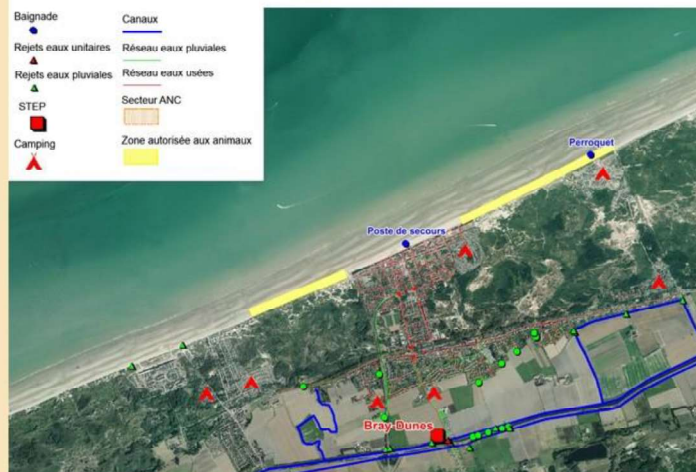 Baignade
Canaux
Rejets eaux unitaires
Réseau eaux pluviales
Rejets eaux pluviales
Réseau eaux usées
STEP
Secteur ANC
Camping
Zone autorisée aux animaux
Perroquet
Poste de secours
Bray-Dunes